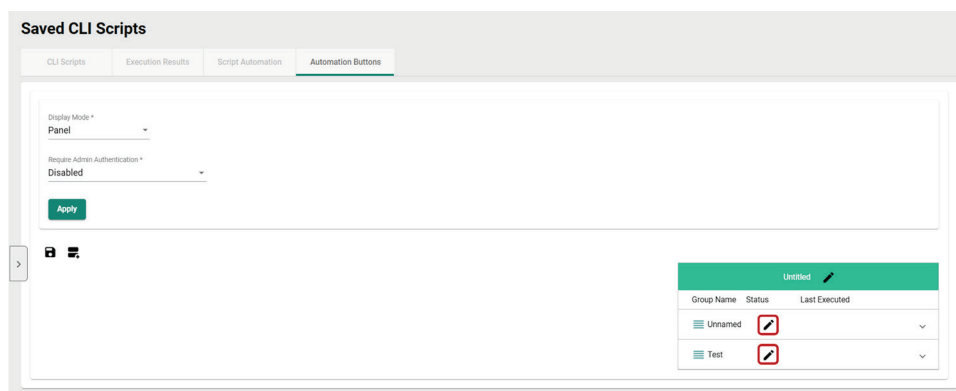 Saved CLI Scripts
CLI Scripts Execution Results Script Automation Automation Buttons
Display Mode *
Panel
Require Admin Authentication *
Disabled
Apply
Untitled
Group Name Status Last Executed
Unnamed
Test